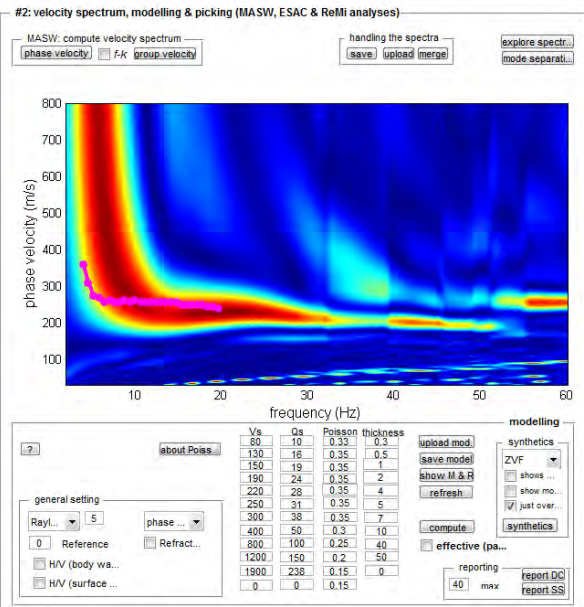 #2: velocity spectrum, modelling & picking (MASW, ESAC & ReMi analyses)
MASW: compute velocity spectrum
phase velocity f-k group velocity
handling the spectra
save upload merge
explore spectr...
mode separati...
800
700
600
500
400
300
200
100
phase velocity (m/s)
10 20 30 40 50 60
frequency (Hz)
modelling
Vs Qs Poisson thickness
80 10 0.33 0.3
130 16 0.35 0.5
150 19 0.35 1
190 24 0.35 2
220 28 0.35 4
250 31 0.35 5
300 38 0.35 7
400 50 0.3 10
800 100 0.25 40
1200 150 0.2 50
1900 238 0.15 0
0 0 0.15
? about Poiss...
upload mod.
save model
show M & R
refresh
compute
effective (pa...
synthetics
ZVF
shows ...
show mo...
just over...
synthetics
general setting
Rayl... 5 phase ...
0 Reference Refract...
H/V (body wa...
H/V (surface ...
reporting
40 max report DC
report SS